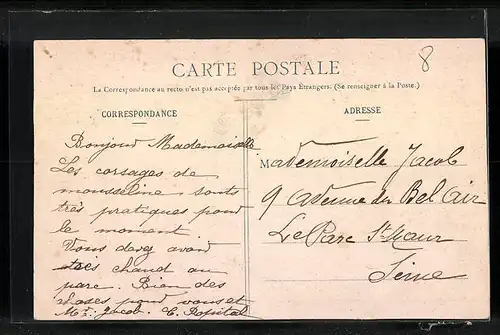 8
CARTE POSTALE
La Correspondance au recto n'est pas acceptée par tous les Pays Étrangers. (Se renseigner à la Poste.)
CORRESPONDANCE
Bonjour Mademoiselle
Les corsages de
mousseline sont
très pratiques pour
le moment
Vous devez avoir
très chaud au
parc. Bien des
choses pour vous et
Mr. Jacob. C.
ADRESSE
Mademoiselle Jacob
9 avenue du Bel Air
Le Parc St Maur
Seine